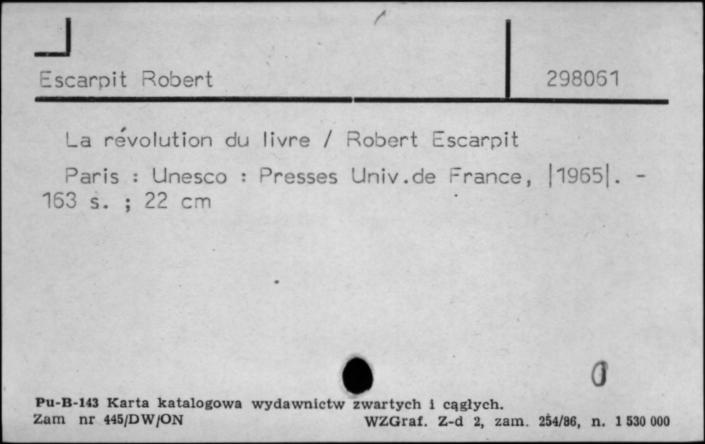 Escarpit Robert 298061
La révolution du livre / Robert Escarpit
Paris : Unesco : Presses Univ.de France, |1965|. -
163 s. ; 22 cm
Pu-B-143 Karta katalogowa wydawnictw zwartych i ciągłych.
Zam nr 445/DW/ON WZGraf. Z-d 2, zam. 254/86, n. 1 530 000